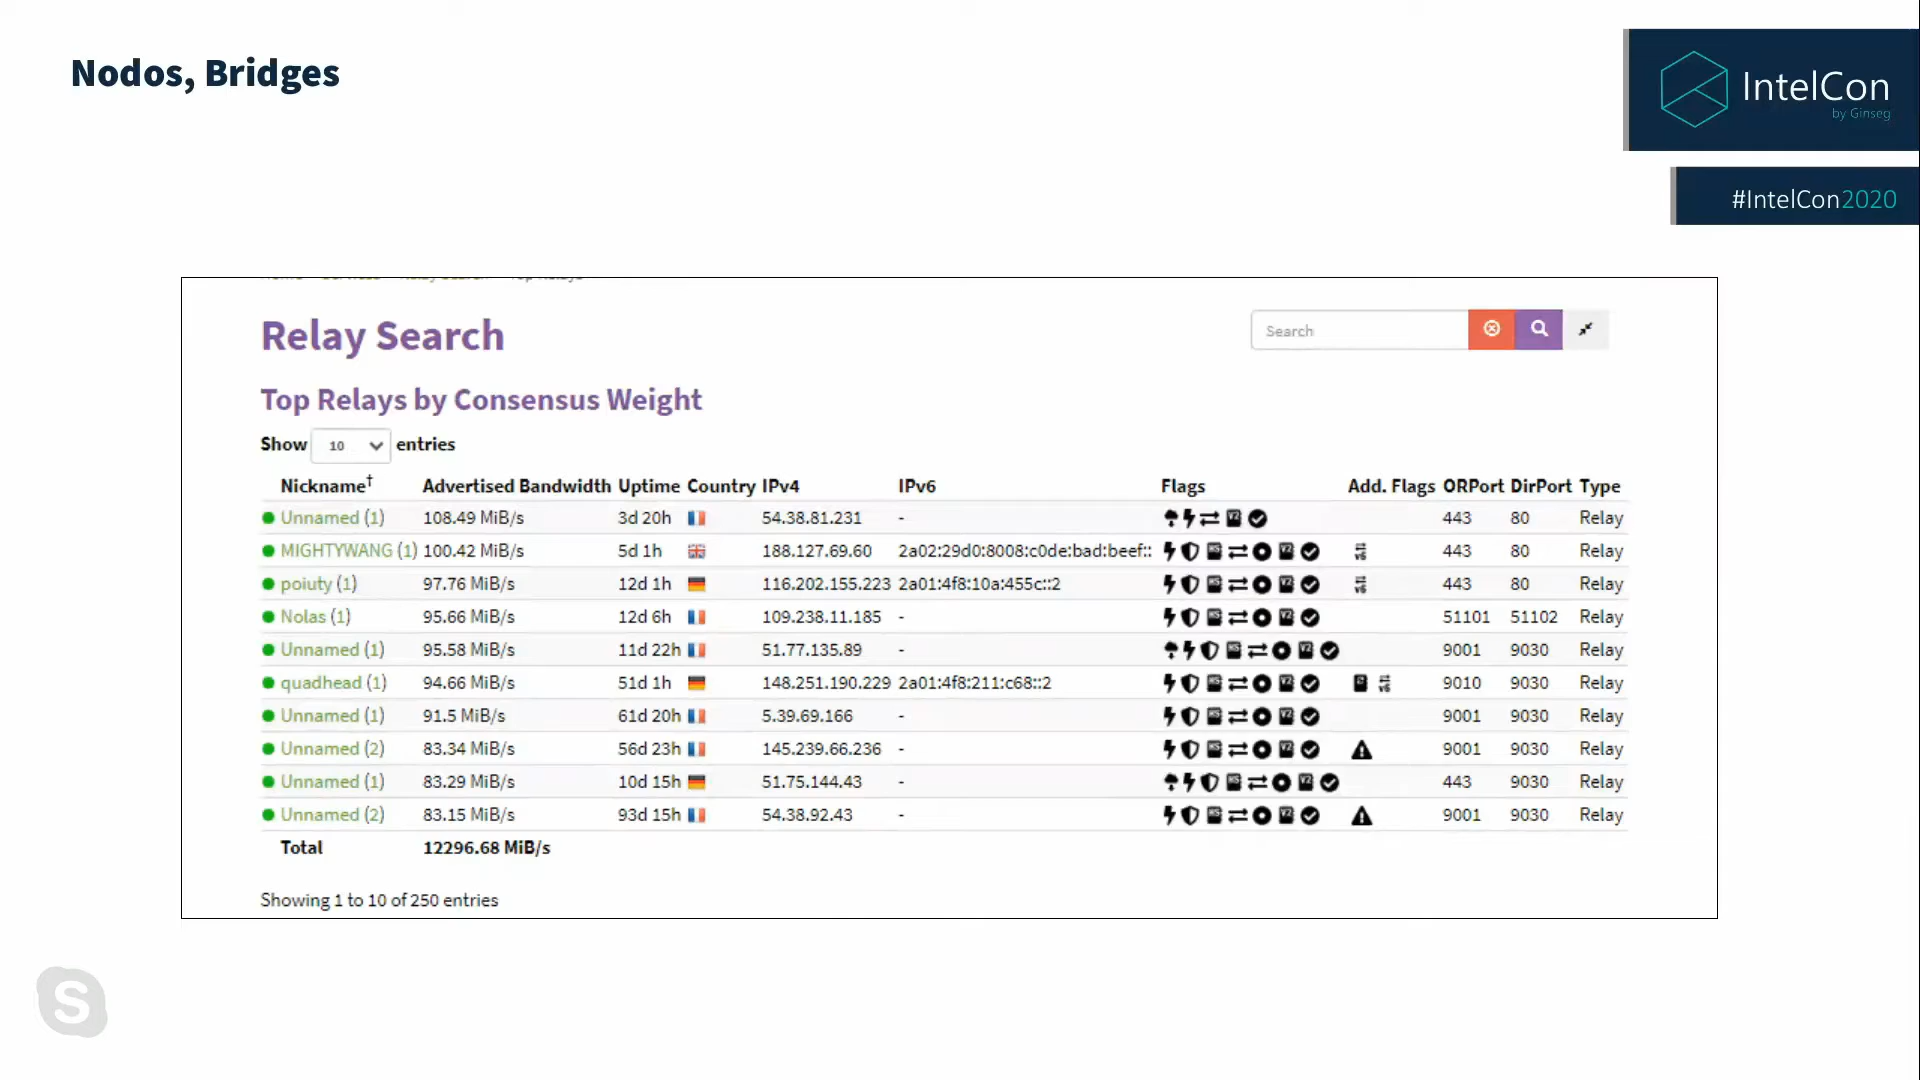 Nodos, Bridges
IntelCon
by Ginseg
#IntelCon2020
Relay Search
Search
Top Relays by Consensus Weight
Show 10 entries
Nickname† Advertised Bandwidth Uptime Country IPv4 IPv6 Flags Add. Flags ORPort DirPort Type
Unnamed (1) 108.49 MiB/s 3d 20h 54.38.81.231 - 443 80 Relay
MIGHTYWANG (1) 100.42 MiB/s 5d 1h 188.127.69.60 2a02:29d0:8008:c0de:bad:beef:: 443 80 Relay
poiuty (1) 97.76 MiB/s 12d 1h 116.202.155.223 2a01:4f8:10a:455c::2 443 80 Relay
Nolas (1) 95.66 MiB/s 12d 6h 109.238.11.185 - 51101 51102 Relay
Unnamed (1) 95.58 MiB/s 11d 22h 51.77.135.89 - 9001 9030 Relay
quadhead (1) 94.66 MiB/s 51d 1h 148.251.190.229 2a01:4f8:211:c68::2 9010 9030 Relay
Unnamed (1) 91.5 MiB/s 61d 20h 5.39.69.166 - 9001 9030 Relay
Unnamed (2) 83.34 MiB/s 56d 23h 145.239.66.236 - 9001 9030 Relay
Unnamed (1) 83.29 MiB/s 10d 15h 51.75.144.43 - 443 9030 Relay
Unnamed (2) 83.15 MiB/s 93d 15h 54.38.92.43 - 9001 9030 Relay
Total 12296.68 MiB/s
Showing 1 to 10 of 250 entries